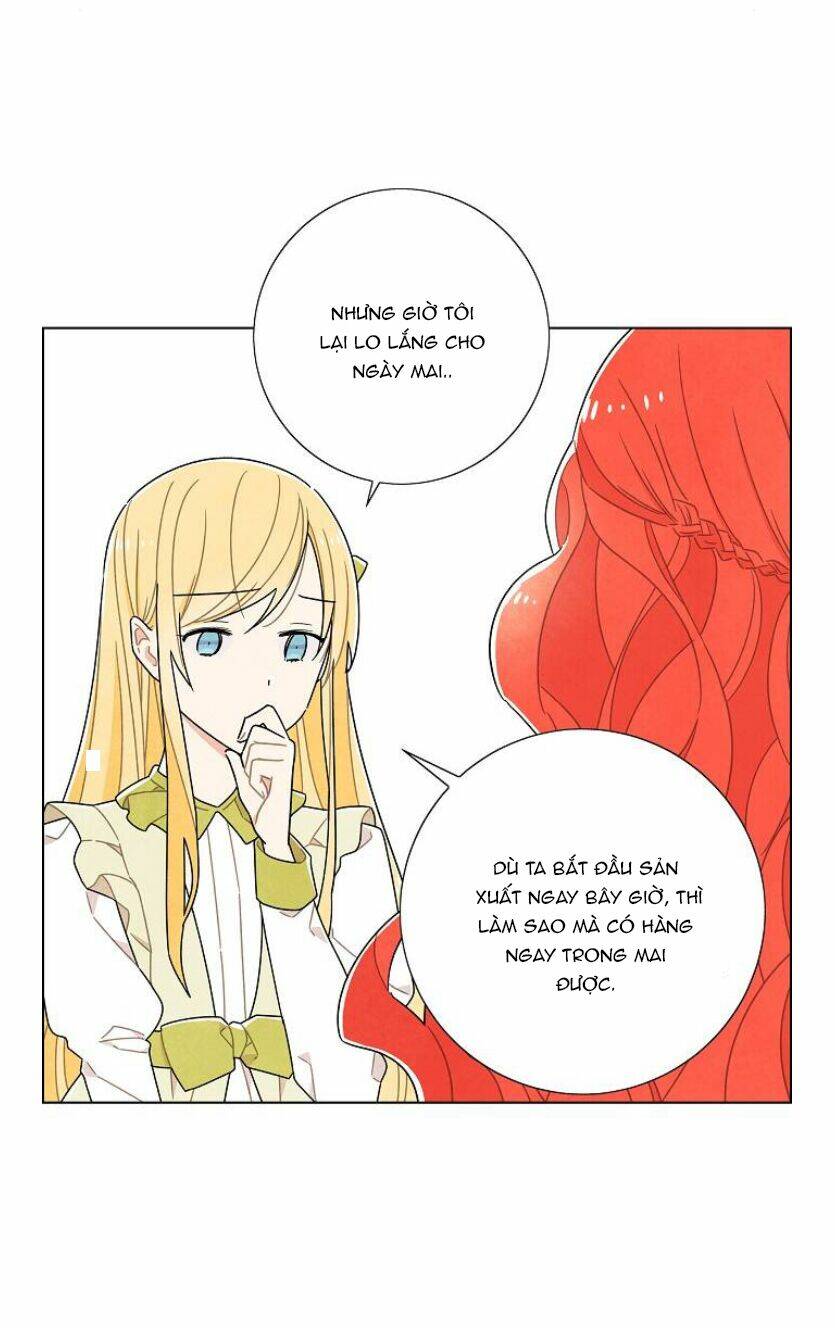 NHƯNG GIỜ TÔI
LẠI LO LẮNG CHO
NGÀY MAI..
DÙ TA BẮT ĐẦU SẢN
XUẤT NGAY BÂY GIỜ, THÌ
LÀM SAO MÀ CÓ HÀNG
NGAY TRONG MAI
ĐƯỢC.